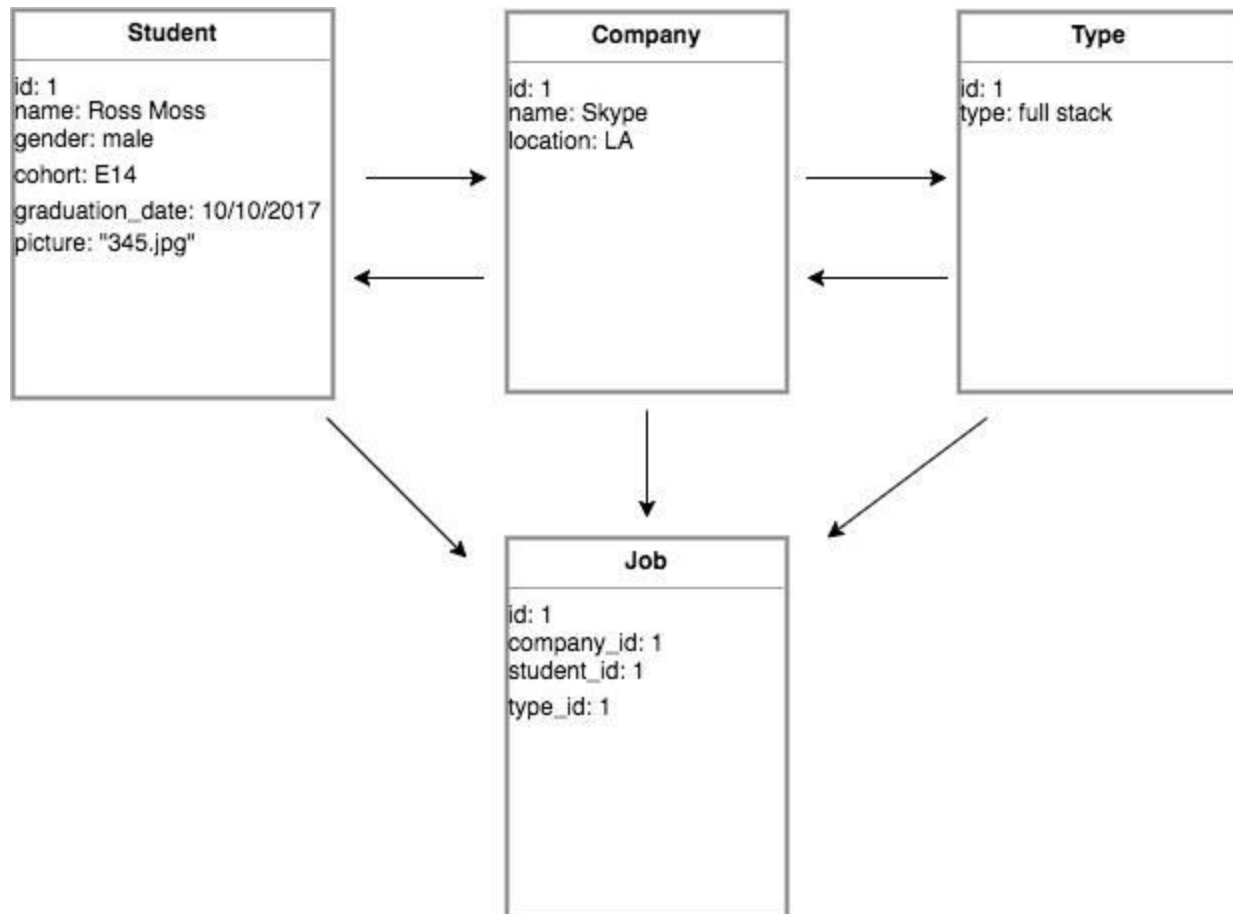 Student
id: 1
name: Ross Moss
gender: male
cohort: E14
graduation_date: 10/10/2017
picture: "345.jpg"
Company
id: 1
name: Skype
location: LA
Type
id: 1
type: full stack
Job
id: 1
company_id: 1
student_id: 1
type_id: 1